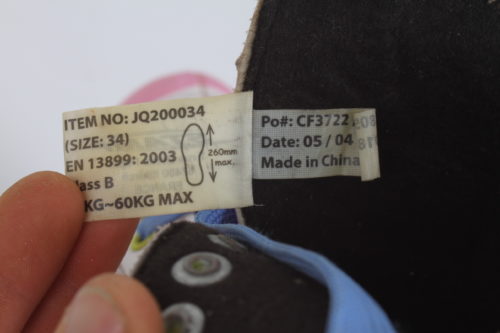 ITEM NO: JQ200034
(SIZE: 34)
EN 13899: 2003
ass B
KG~60KG MAX
260mm
max.
Po#: CF3722
Date: 05 / 04
Made in China